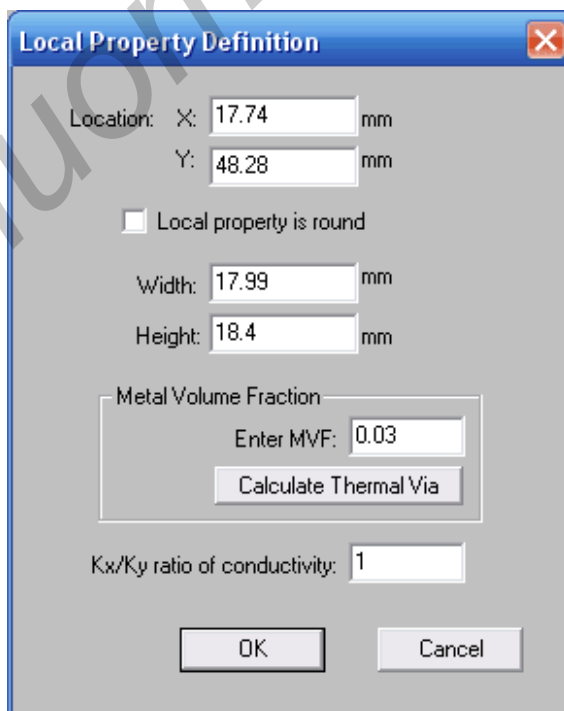 Local Property Definition
Location: X: 17.74 mm
Y: 48.28 mm
Local property is round
Width: 17.99 mm
Height: 18.4 mm
Metal Volume Fraction
Enter MVF: 0.03
Calculate Thermal Via
Kx/Ky ratio of conductivity: 1
OK Cancel